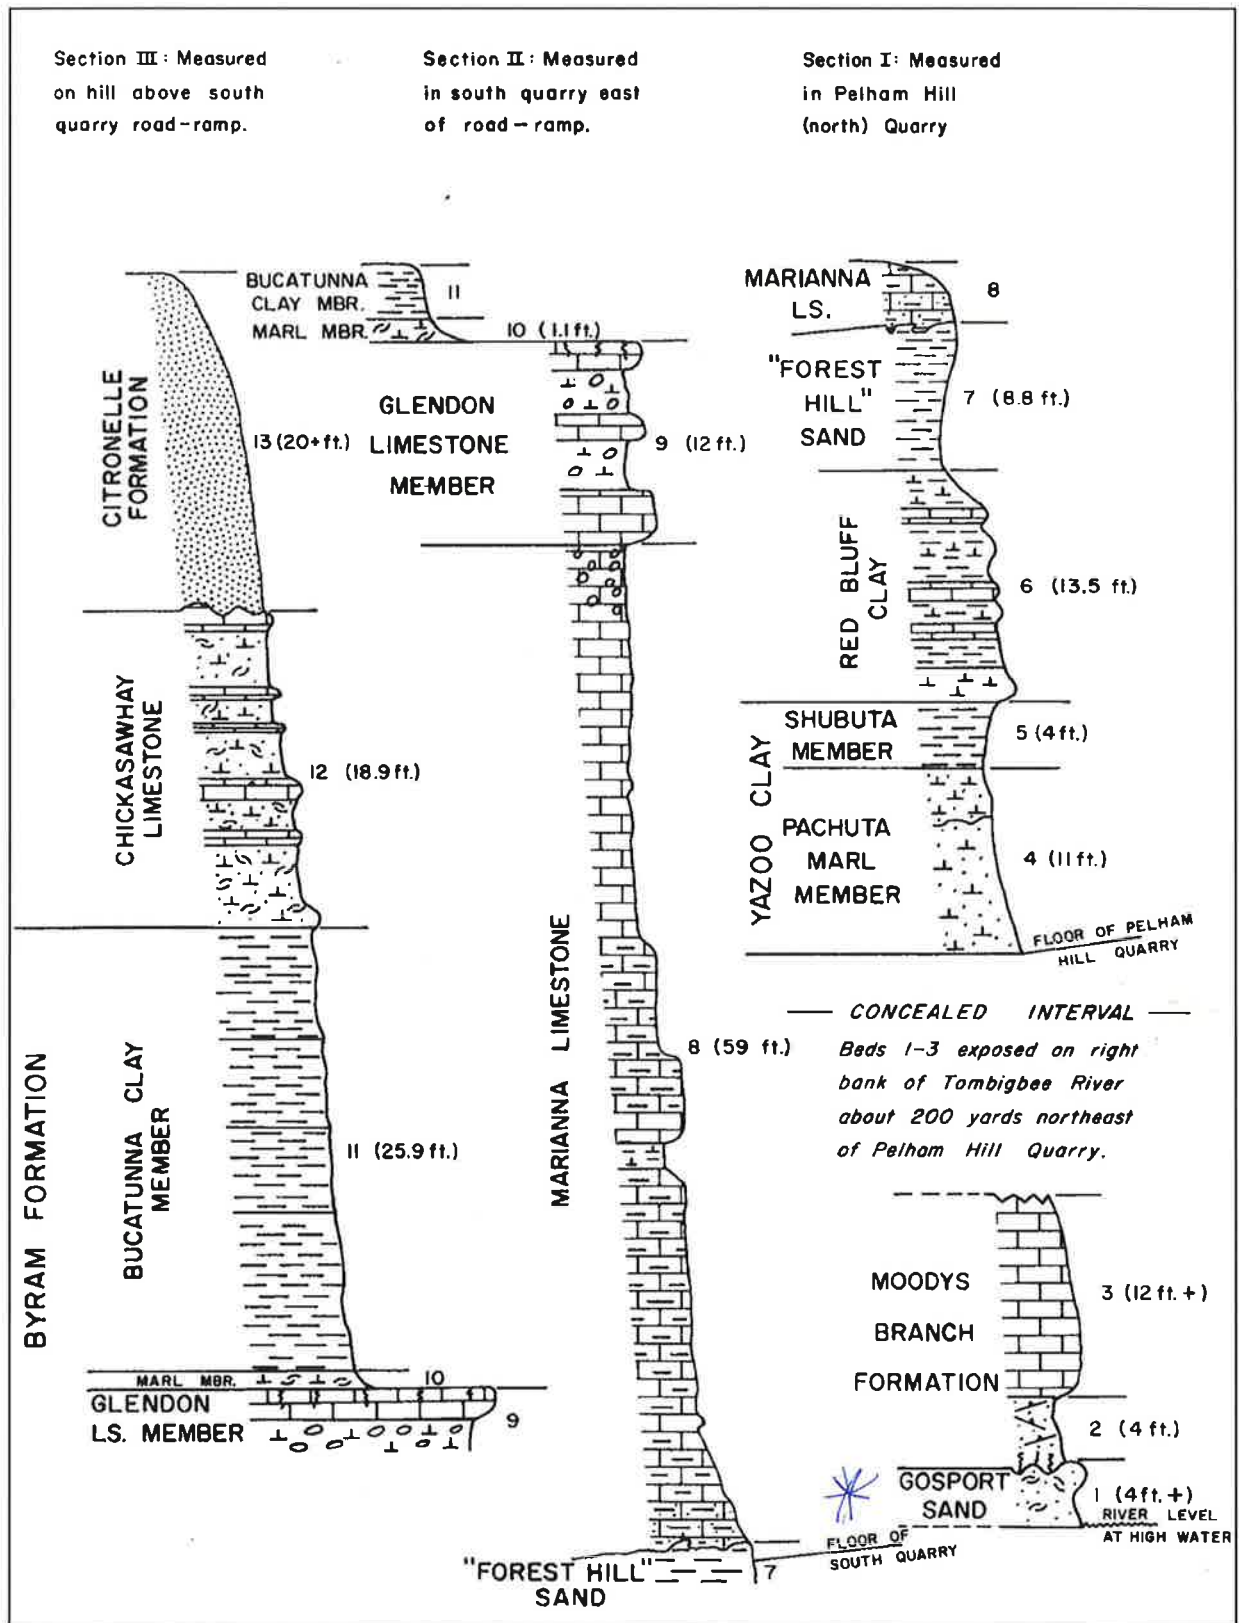 Section III: Measured
on hill above south
quarry road-ramp.
Section II: Measured
in south quarry east
of road-ramp.
Section I: Measured
in Pelham Hill
(north) Quarry
CITRONELLE
FORMATION
13 (20+ft.)
CHICKASAWHAY
LIMESTONE
12 (18.9ft.)
BYRAM FORMATION
BUCATUNNA CLAY
MEMBER
11 (25.9 ft.)
MARL MBR.
10
GLENDON
LS. MEMBER
9
BUCATUNNA
CLAY MBR.
11
MARL MBR.
10 (1.1 ft.)
GLENDON
LIMESTONE
MEMBER
9 (12 ft.)
MARIANNA LIMESTONE
8 (59 ft.)
"FOREST HILL"
SAND
7
FLOOR OF
SOUTH QUARRY
MARIANNA
LS.
8
"FOREST
HILL"
SAND
7 (8.8 ft.)
RED BLUFF
CLAY
6 (13.5 ft.)
YAZOO CLAY
SHUBUTA
MEMBER
5 (4 ft.)
PACHUTA
MARL
MEMBER
4 (11 ft.)
FLOOR OF PELHAM
HILL QUARRY
CONCEALED INTERVAL
Beds 1-3 exposed on right
bank of Tombigbee River
about 200 yards northeast
of Pelham Hill Quarry.
MOODYS
BRANCH
FORMATION
3 (12 ft. +)
2 (4 ft.)
GOSPORT
SAND
1 (4ft. +)
RIVER LEVEL
AT HIGH WATER